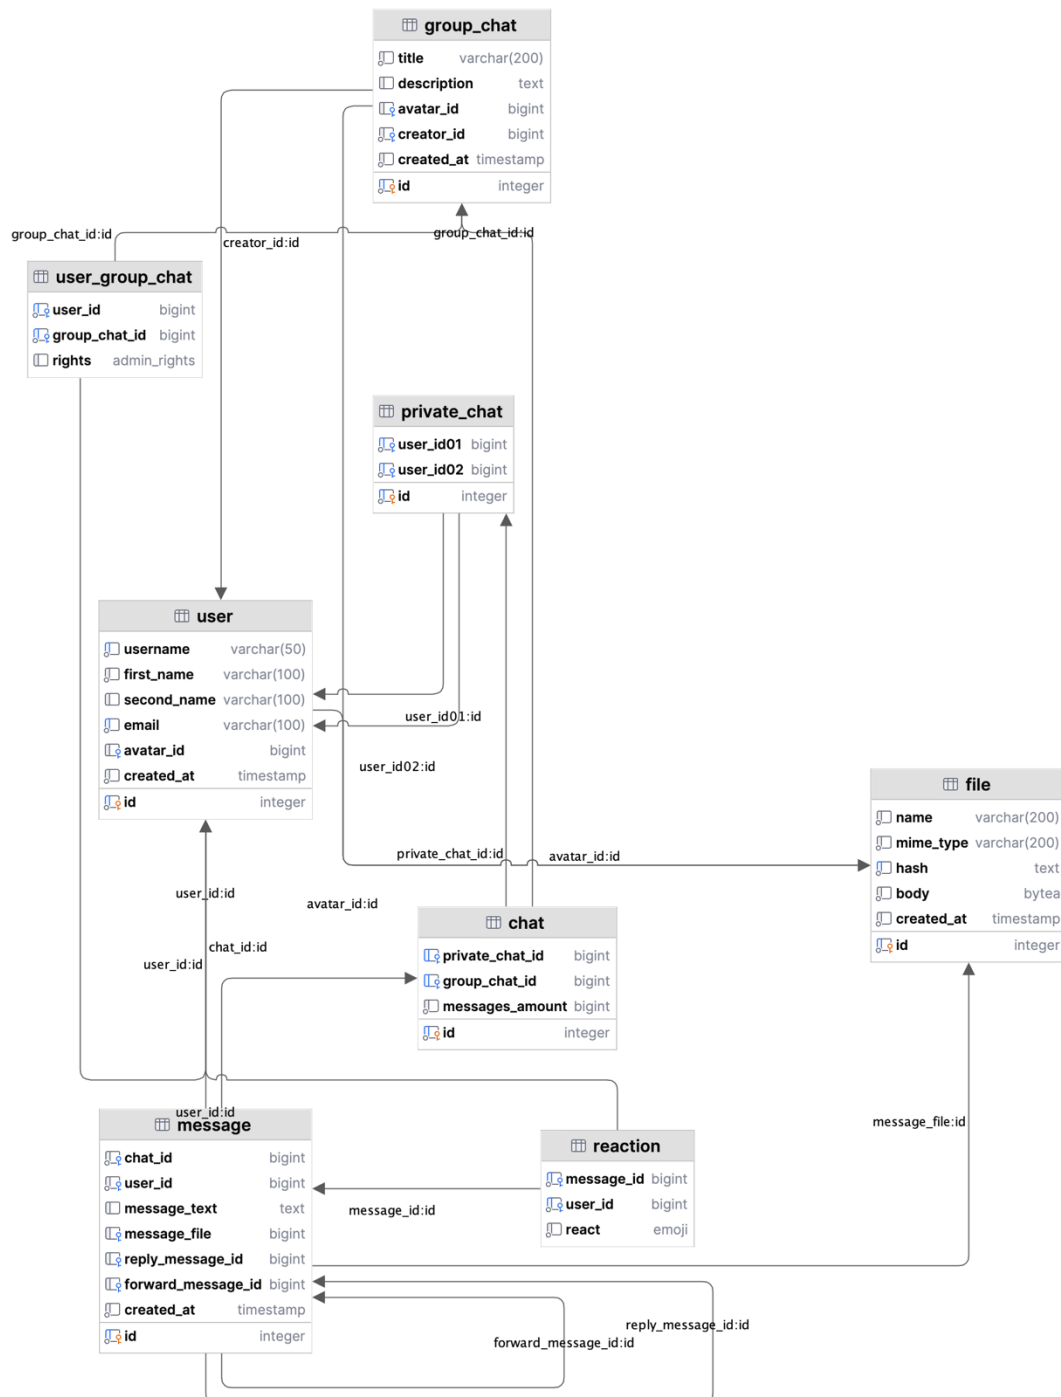 group_chat
title varchar(200)
description text
avatar_id bigint
creator_id bigint
created_at timestamp
id integer
group_chat_id:id
creator_id:id
group_chat_id:id
user_group_chat
user_id bigint
group_chat_id bigint
rights admin_rights
private_chat
user_id01 bigint
user_id02 bigint
id integer
user
username varchar(50)
first_name varchar(100)
second_name varchar(100)
email varchar(100)
avatar_id bigint
created_at timestamp
id integer
user_id01:id
user_id02:id
file
name varchar(200)
mime_type varchar(200)
hash text
body bytea
created_at timestamp
id integer
private_chat_id:id
avatar_id:id
user_id:id
avatar_id:id
chat_id:id
user_id:id
chat
private_chat_id bigint
group_chat_id bigint
messages_amount bigint
id integer
user_id:id
message
chat_id bigint
user_id bigint
message_text text
message_file bigint
reply_message_id bigint
forward_message_id bigint
created_at timestamp
id integer
message_file:id
reaction
message_id bigint
user_id bigint
react emoji
message_id:id
reply_message_id:id
forward_message_id:id